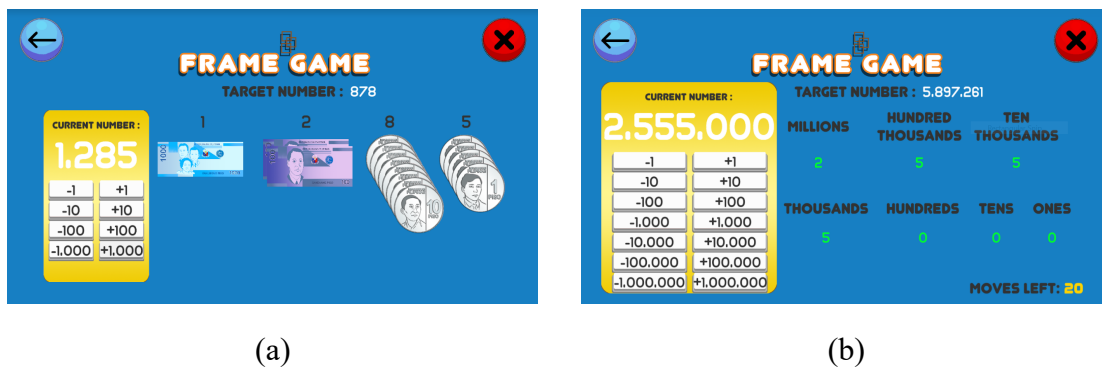 FRAME GAME
TARGET NUMBER : 878
CURRENT NUMBER :
1.285
-1 +1
-10 +10
-100 +100
-1.000 +1.000
1 2 8 5
1000
10
PISO
1
PISO
(a)
FRAME GAME
TARGET NUMBER : 5.897.261
CURRENT NUMBER :
2.555.000
-1 +1
-10 +10
-100 +100
-1.000 +1.000
-10.000 +10.000
-100.000 +100.000
-1.000.000 +1.000.000
MILLIONS HUNDRED THOUSANDS TEN THOUSANDS
2 5 5
THOUSANDS HUNDREDS TENS ONES
5 0 0 0
MOVES LEFT: 20
(b)